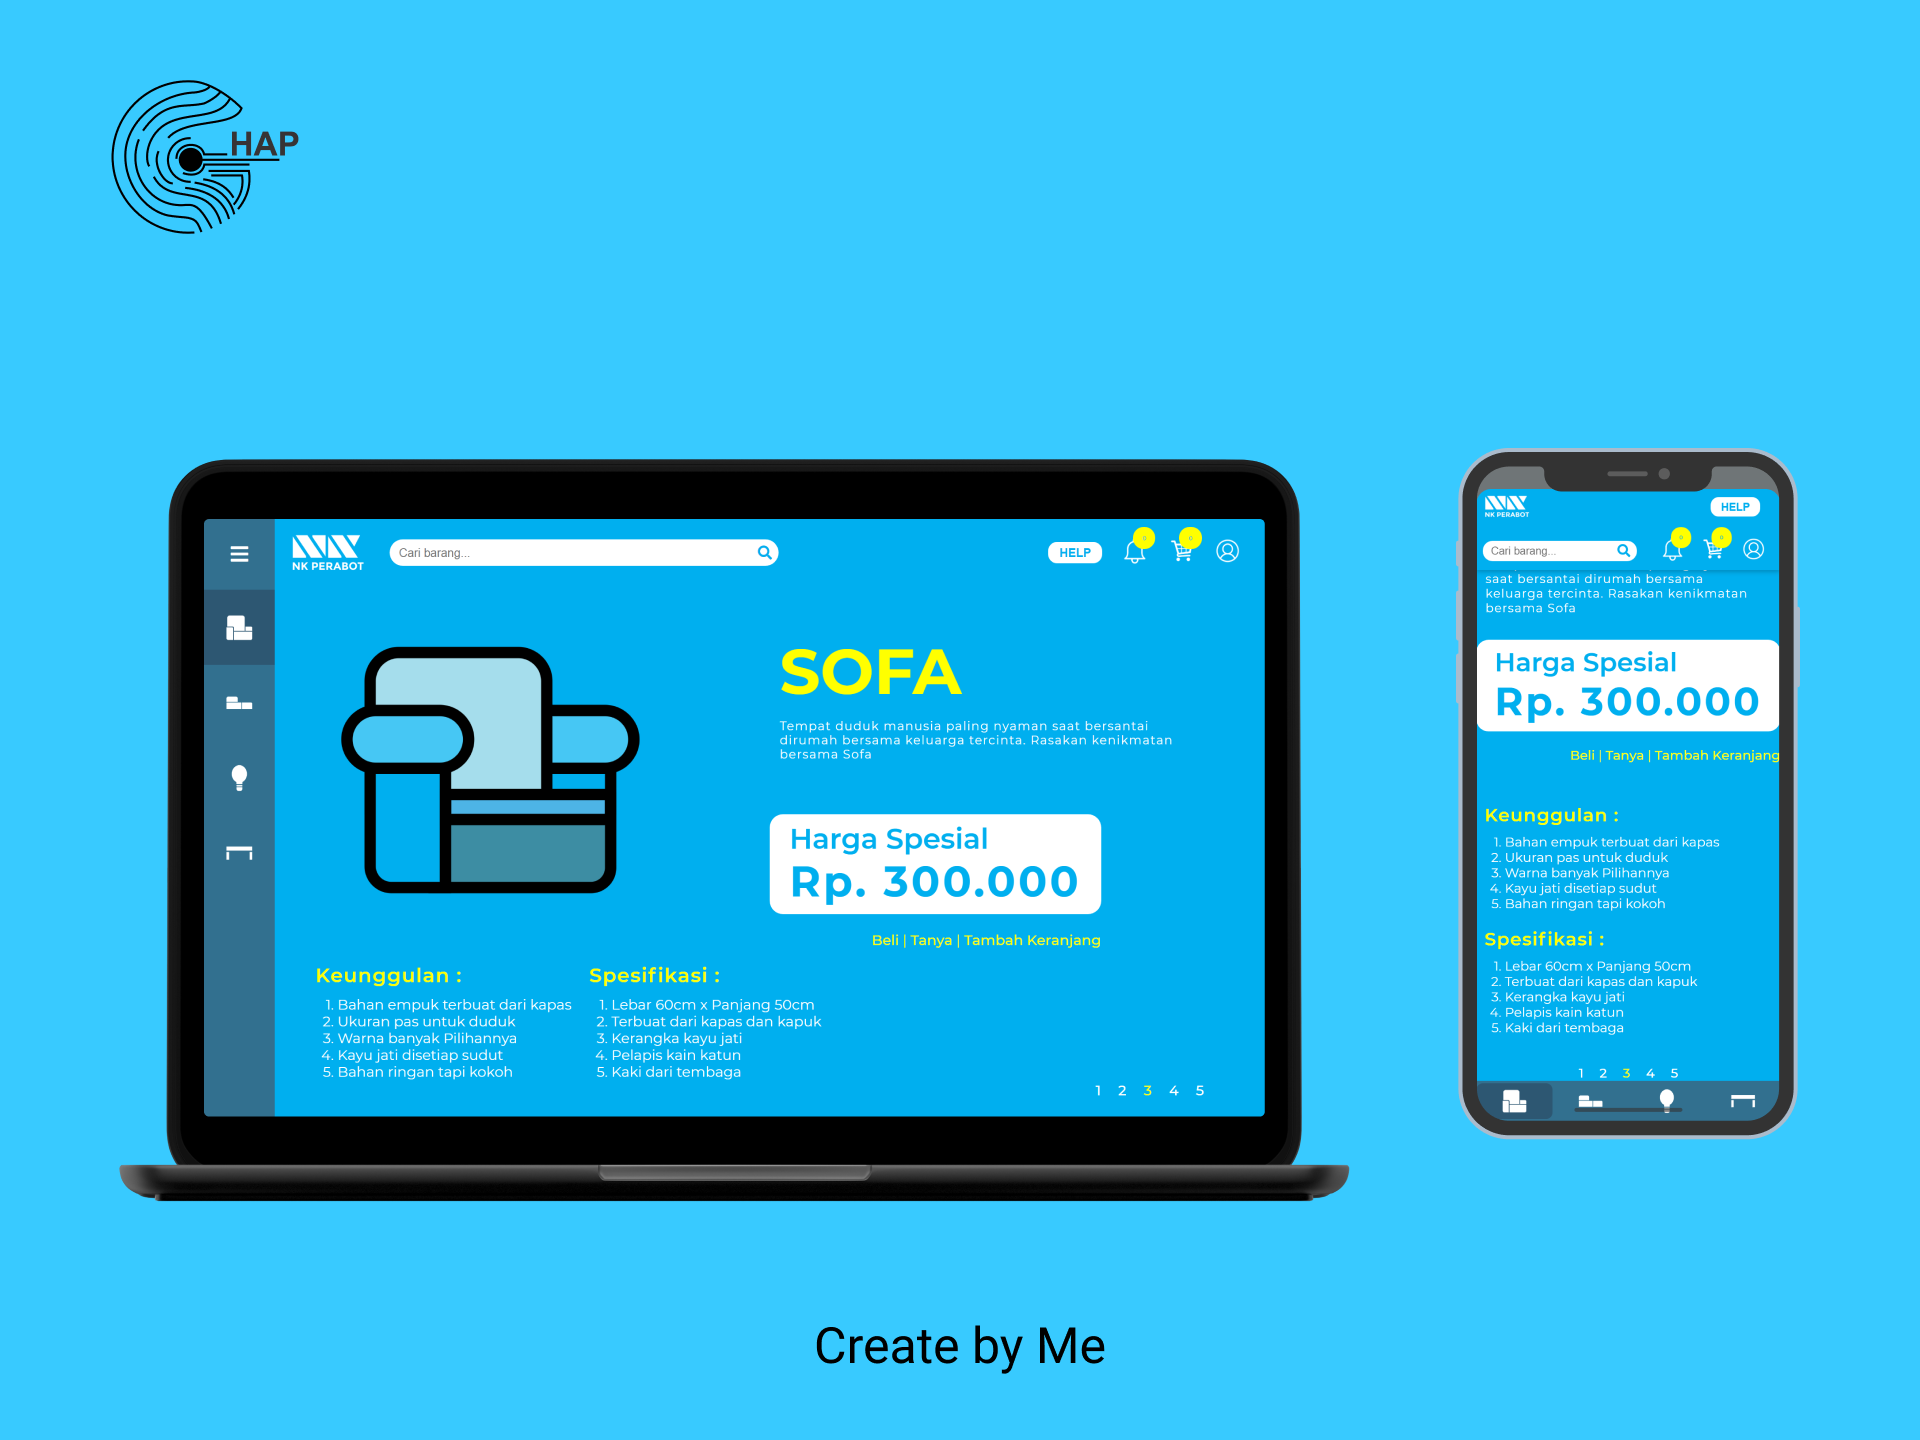 HAP
NK PERABOT
Cari barang...
HELP
0
0
SOFA
Tempat duduk manusia paling nyaman saat bersantai
dirumah bersama keluarga tercinta. Rasakan kenikmatan
bersama Sofa
Harga Spesial
Rp. 300.000
Beli | Tanya | Tambah Keranjang
Keunggulan :
1. Bahan empuk terbuat dari kapas
2. Ukuran pas untuk duduk
3. Warna banyak Pilihannya
4. Kayu jati disetiap sudut
5. Bahan ringan tapi kokoh
Spesifikasi :
1. Lebar 60cm x Panjang 50cm
2. Terbuat dari kapas dan kapuk
3. Kerangka kayu jati
4. Pelapis kain katun
5. Kaki dari tembaga
1 2 3 4 5
NK PERABOT
HELP
Cari barang...
0
0
saat bersantai dirumah bersama
keluarga tercinta. Rasakan kenikmatan
bersama Sofa
Harga Spesial
Rp. 300.000
Beli | Tanya | Tambah Keranjang
Keunggulan :
1. Bahan empuk terbuat dari kapas
2. Ukuran pas untuk duduk
3. Warna banyak Pilihannya
4. Kayu jati disetiap sudut
5. Bahan ringan tapi kokoh
Spesifikasi :
1. Lebar 60cm x Panjang 50cm
2. Terbuat dari kapas dan kapuk
3. Kerangka kayu jati
4. Pelapis kain katun
5. Kaki dari tembaga
1 2 3 4 5
Create by Me